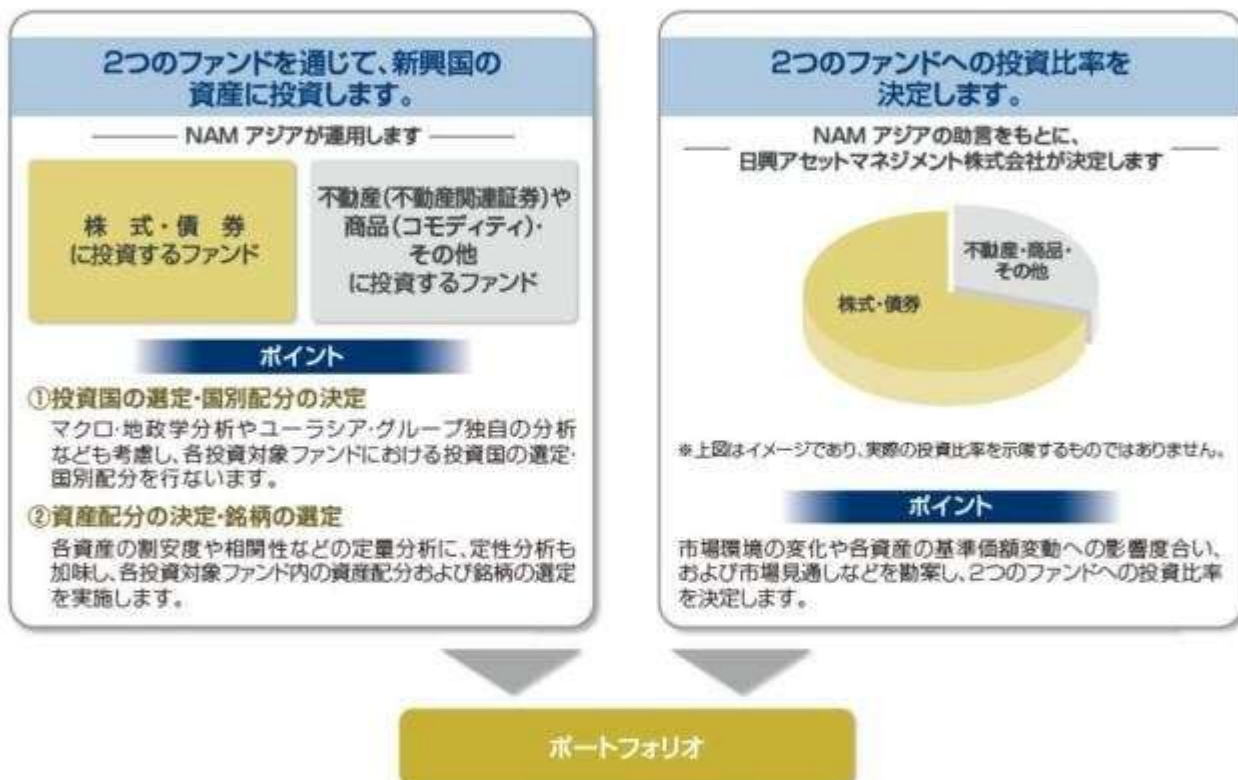 2つのファンドを通じて、新興国の
資産に投資します。
NAM アジアが運用します
株 式・債 券
に投資するファンド
不動産(不動産関連証券)や
商品(コモディティ)・
その他
に投資するファンド
ポイント
①投資国の選定・国別配分の決定
マクロ・地政学分析やユーラシア・グループ独自の分析
なども考慮し、各投資対象ファンドにおける投資国の選定・
国別配分を行ないます。
②資産配分の決定・銘柄の選定
各資産の割安度や相関性などの定量分析に、定性分析も
加味し、各投資対象ファンド内の資産配分および銘柄の選定
を実施します。
2つのファンドへの投資比率を
決定します。
NAM アジアの助言をもとに、
日興アセットマネジメント株式会社が決定します
不動産・商品・
その他
株式・債券
※上図はイメージであり、実際の投資比率を示唆するものではありません。
ポイント
市場環境の変化や各資産の基準価額変動への影響度合い、
および市場見通しなどを勘案し、2つのファンドへの投資比率
を決定します。
ポートフォリオ